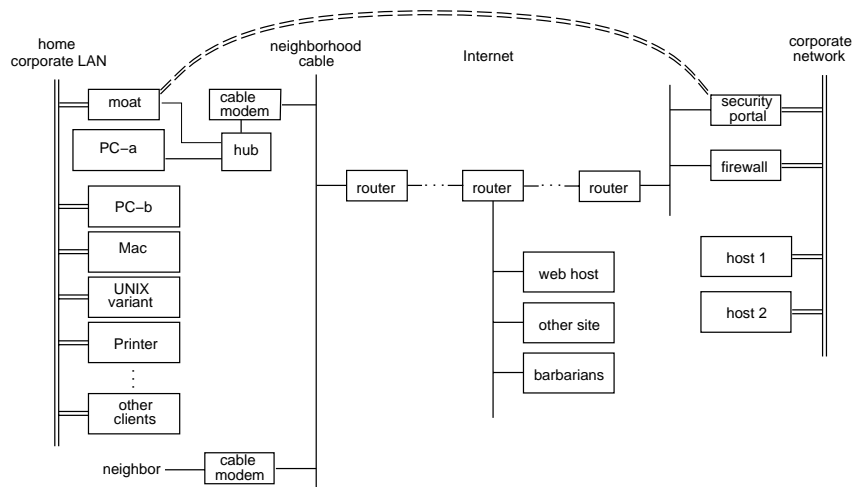 home
corporate LAN
neighborhood
cable
Internet
corporate
network
moat
cable
modem
security
portal
PC–a
hub
firewall
router
router
router
PC–b
Mac
web host
host 1
UNIX
variant
other site
host 2
Printer
barbarians
other
clients
neighbor
cable
modem